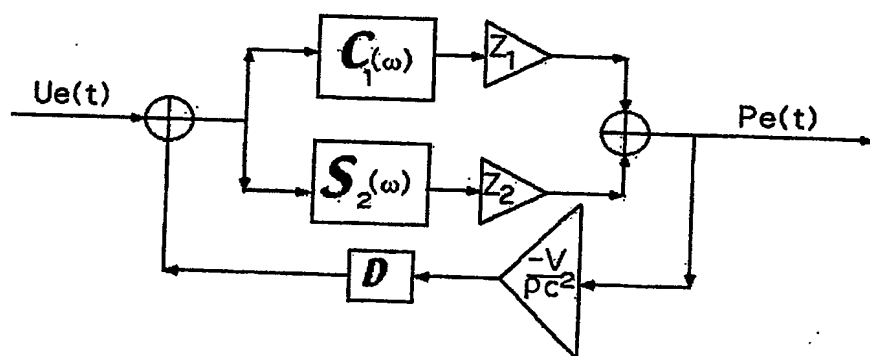 C₁(ω)
Z₁
Ue(t)
Pe(t)
S₂(ω)
Z₂
D
-V
ρc²